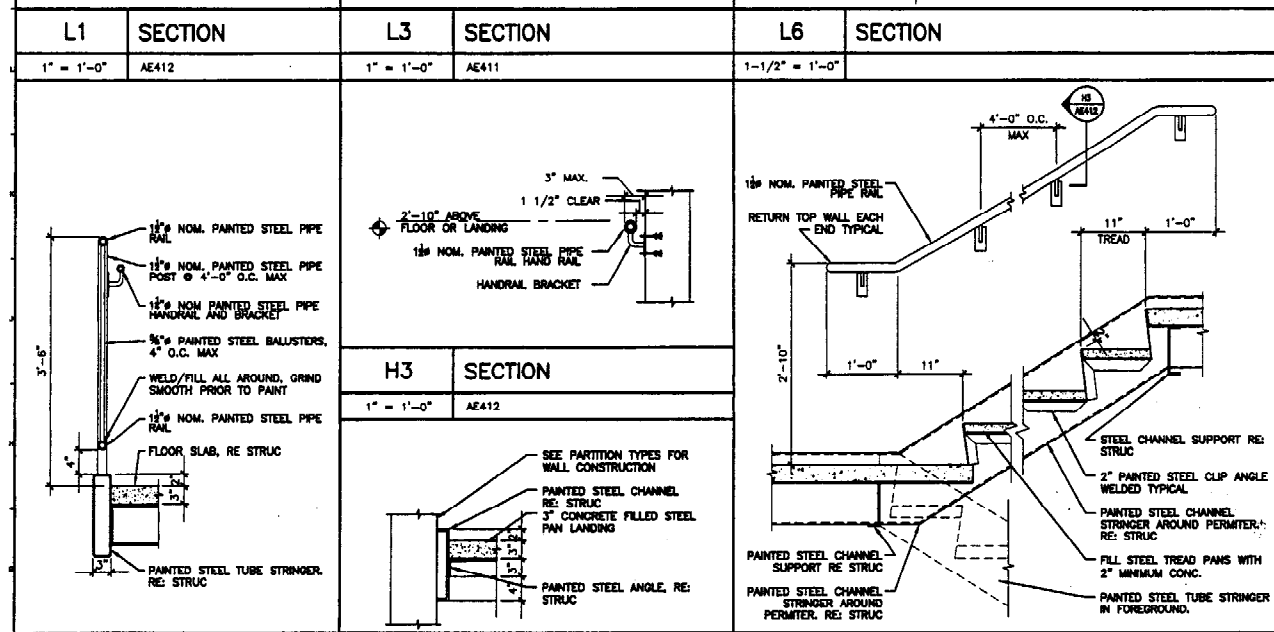 L1 SECTION
1" = 1'-0" AE412
L3 SECTION
1" = 1'-0" AE411
L6 SECTION
1-1/2" = 1'-0"
1½"ø NOM. PAINTED STEEL PIPE
RAIL
1½"ø NOM. PAINTED STEEL PIPE
POST @ 4'-0" O.C. MAX
1½"ø NOM PAINTED STEEL PIPE
HANDRAIL AND BRACKET
PAINTED STEEL BALUSTERS,
4" O.C. MAX
WELD/FILL ALL AROUND, GRIND
SMOOTH PRIOR TO PAINT
1½"ø NOM. PAINTED STEEL PIPE
RAIL
FLOOR SLAB, RE STRUC
3'-6"
4"
2"
3"
3"
PAINTED STEEL TUBE STRINGER.
RE: STRUC
3" MAX.
1 1/2" CLEAR
2'-10" ABOVE
FLOOR OR LANDING
1½ø NOM. PAINTED STEEL PIPE
RAIL HAND RAIL
HANDRAIL BRACKET
H3 SECTION
1" = 1'-0" AE412
SEE PARTITION TYPES FOR
WALL CONSTRUCTION
PAINTED STEEL CHANNEL
RE: STRUC
3" CONCRETE FILLED STEEL
PAN LANDING
2"
3"
3"
4"
PAINTED STEEL ANGLE, RE:
STRUC
H3
AE412
4'-0" O.C.
MAX
1½ø NOM. PAINTED STEEL
PIPE RAIL
RETURN TOP WALL EACH
END TYPICAL
11"
TREAD
1'-0"
2'-10"
1'-0"
11"
STEEL CHANNEL SUPPORT RE:
STRUC
2" PAINTED STEEL CLIP ANGLE
WELDED TYPICAL
PAINTED STEEL CHANNEL
STRINGER AROUND PERMITER.
RE: STRUC
FILL STEEL TREAD PANS WITH
2" MINIMUM CONC.
PAINTED STEEL TUBE STRINGER
IN FOREGROUND.
PAINTED STEEL CHANNEL
SUPPORT RE STRUC
PAINTED STEEL CHANNEL
STRINGER AROUND
PERMITER. RE: STRUC